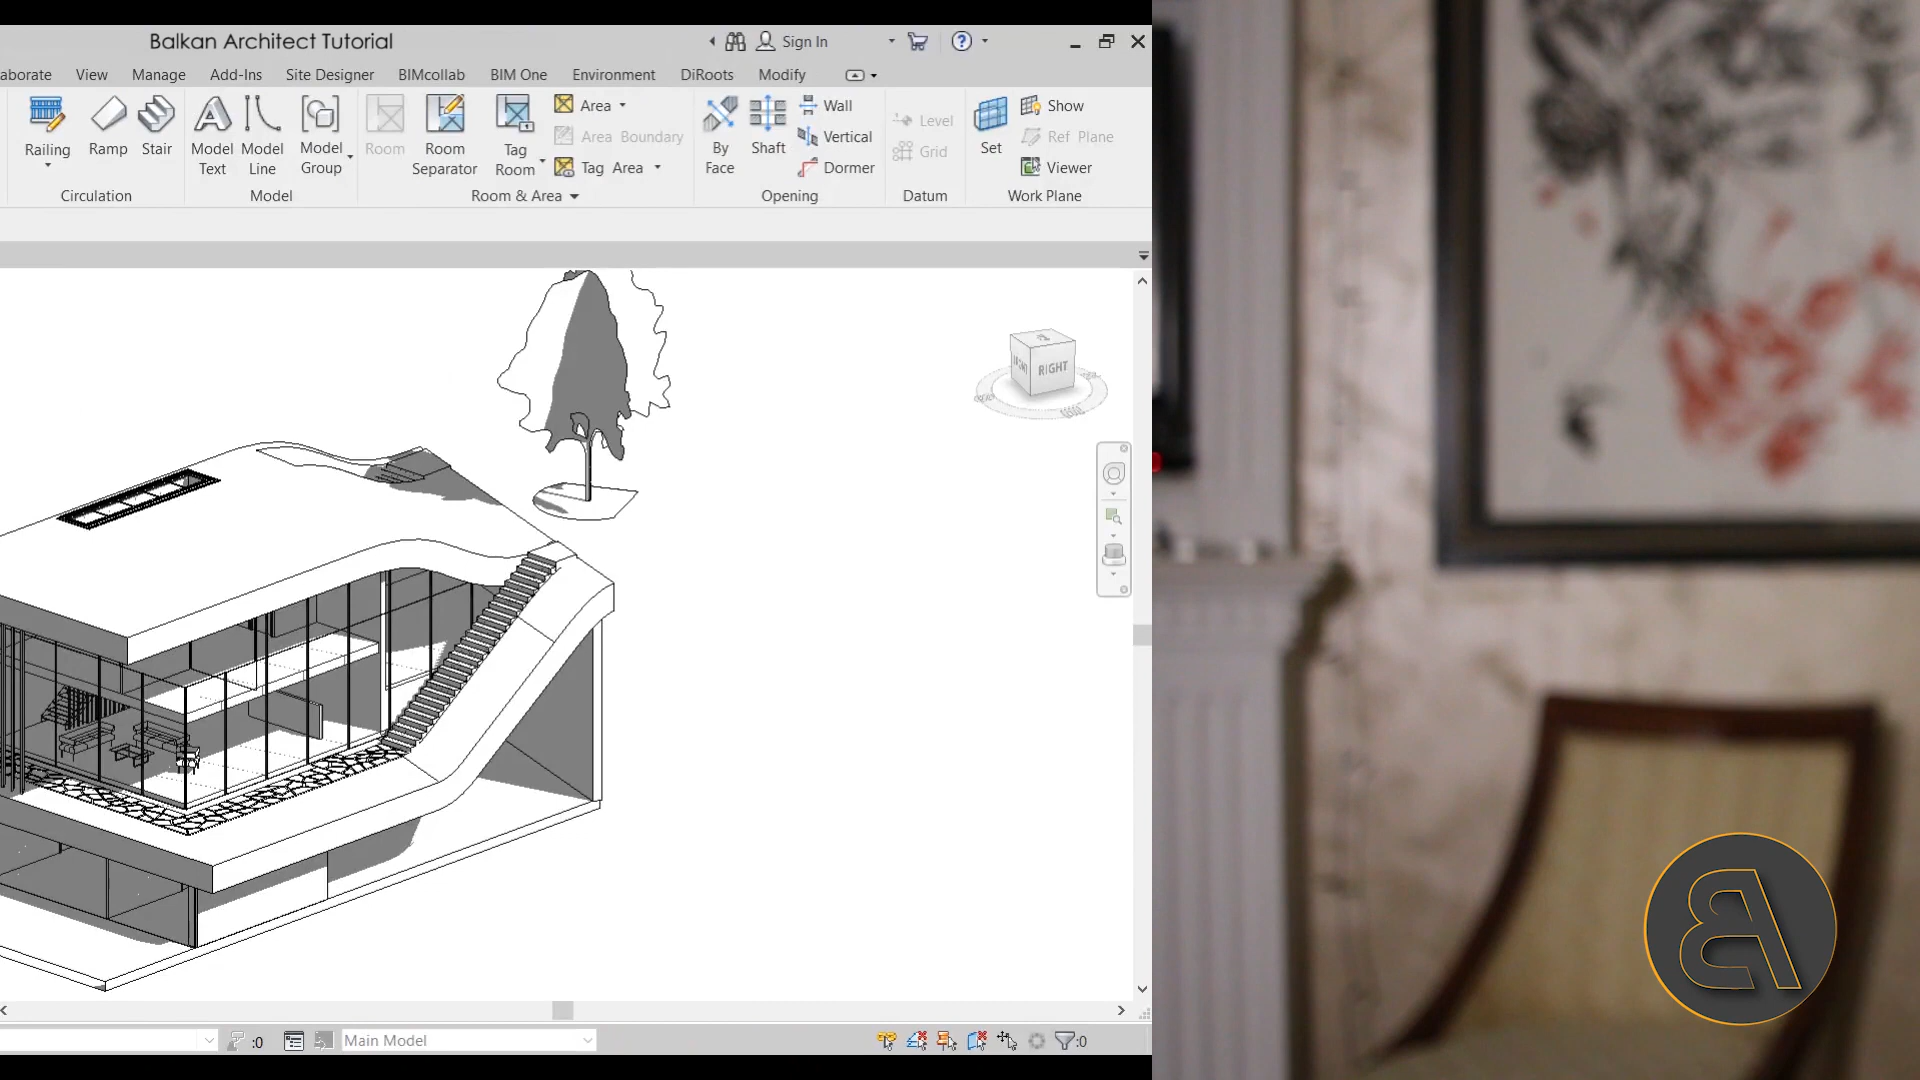 Balkan Architect Tutorial
Sign In
aborate View Manage Add-Ins Site Designer BIMcollab BIM One Environment DiRoots Modify
Railing
Ramp
Stair
Circulation
Model Text
Model Line
Model Group
Model
Room
Room Separator
Tag Room
Area
Area Boundary
Tag Area
Room & Area
By Face
Shaft
Wall
Vertical
Dormer
Opening
Level
Grid
Datum
Set
Show
Ref Plane
Viewer
Work Plane
RIGHT
:0
Main Model
:0